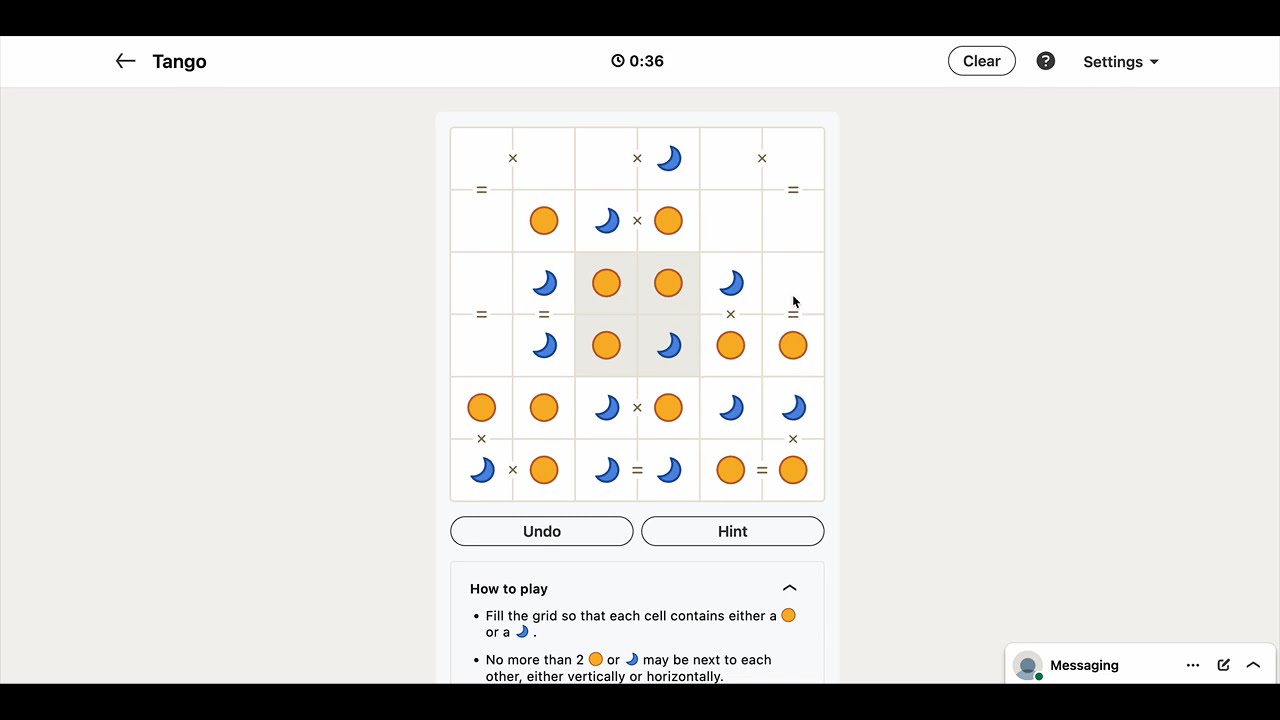 Tango
0:36
Clear
?
Settings
× × ×
= =
×
= = × =
×
× ×
× = =
Undo
Hint
How to play
• Fill the grid so that each cell contains either a
or a .
• No more than 2 or may be next to each
other, either vertically or horizontally.
Messaging